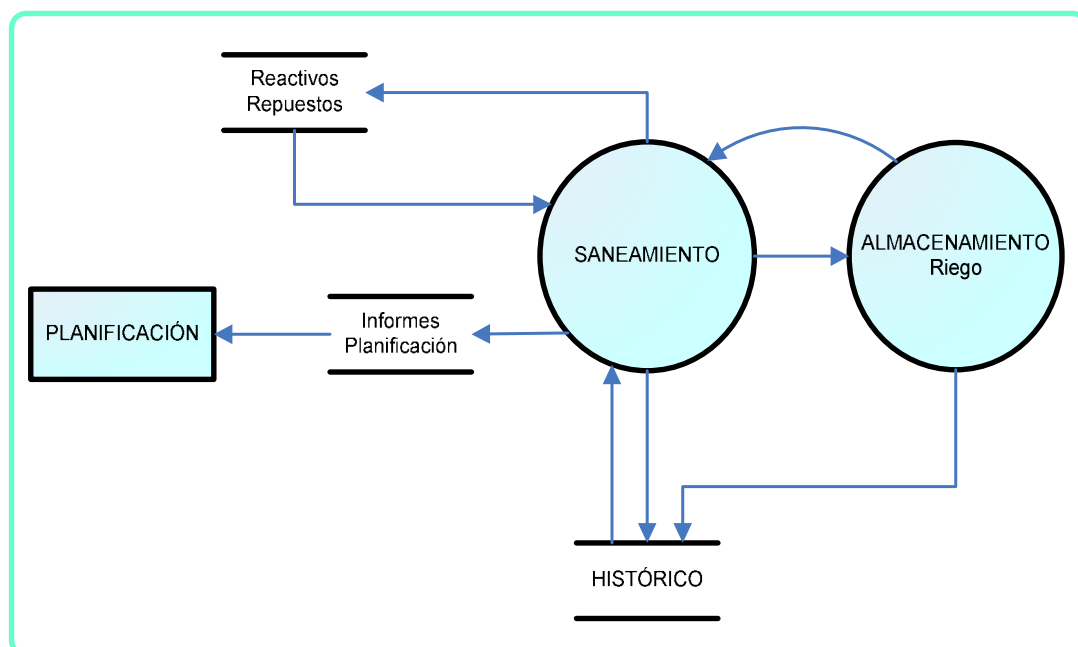 Reactivos
Repuestos
SANEAMIENTO
ALMACENAMIENTO
Riego
PLANIFICACIÓN
Informes
Planificación
HISTÓRICO